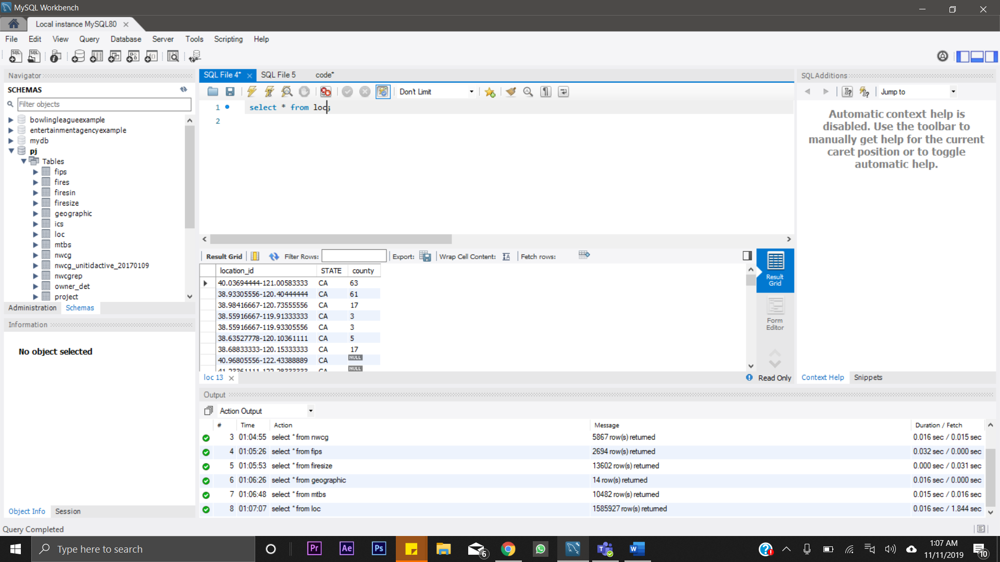 MySQL Workbench
Local instance MySQL80
File Edit View Query Database Server Tools Scripting Help
Navigator
SCHEMAS
Filter objects
bowlingleagueexample
entertainmentagencyexample
mydb
pj
Tables
fips
fires
firesin
firesize
geographic
ics
loc
mtbs
nwcg
nwcg_unitidactive_20170109
nwcgrep
owner_det
project
Administration Schemas
Information
No object selected
Object Info Session
SQL File 4* SQL File 5 code*
Don't Limit
1 select * from loc;
2
Result Grid Filter Rows: Export: Wrap Cell Content: Fetch rows:
location_id STATE county
40.03694444-121.00583333 CA 63
38.93305556-120.40444444 CA 61
38.98416667-120.73555556 CA 17
38.55916667-119.91333333 CA 3
38.55916667-119.93305556 CA 3
38.63527778-120.10361111 CA 5
38.68833333-120.15333333 CA 17
40.96805556-122.43388889 CA NULL
41.23361111-122.28333333 CA NULL
Result
Grid
Form
Editor
loc 13
Read Only
SQLAdditions
Jump to
Automatic context help is
disabled. Use the toolbar to
manually get help for the current
caret position or to toggle
automatic help.
Context Help Snippets
Output
Action Output
# Time Action Message Duration / Fetch
3 01:04:55 select * from nwcg 5867 row(s) returned 0.016 sec / 0.015 sec
4 01:05:26 select * from fips 2694 row(s) returned 0.032 sec / 0.000 sec
5 01:05:53 select * from firesize 13602 row(s) returned 0.000 sec / 0.031 sec
6 01:06:26 select * from geographic 14 row(s) returned 0.016 sec / 0.000 sec
7 01:06:48 select * from mtbs 10482 row(s) returned 0.015 sec / 0.016 sec
8 01:07:07 select * from loc 1585927 row(s) returned 0.016 sec / 1.844 sec
Query Completed
Type here to search
Pr Ae Ps 6
1:07 AM
11/11/2019
10